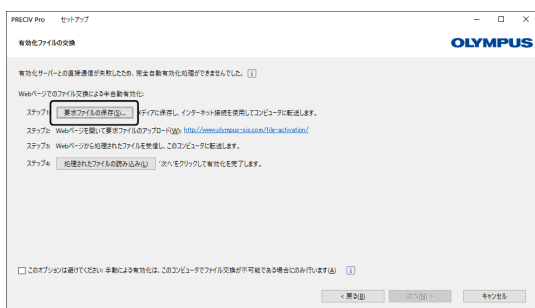 PRECiV Pro セットアップ
有効化ファイルの交換
OLYMPUS
有効化サーバーとの直接通信が失敗したため、完全自動有効化処理ができませんでした。 i
Webページでのファイル交換による半自動有効化:
ステップ1: 要求ファイルの保存(S)... メディアに保存し、インターネット接続を使用してコンピュータに転送します。
ステップ2: Webページを開いて要求ファイルのアップロード(W): http://www.olympus-sis.com/file-activation/
ステップ3: Webページから処理されたファイルを受信し、このコンピュータに転送します。
ステップ4: 処理されたファイルの読み込み(L) '次へ'をクリックして有効化を完了します。
このオプションは避けてください: 手動による有効化は、このコンピュータでファイル交換が不可能である場合にのみ行います(A) i
< 戻る(B) 次へ(N) > キャンセル